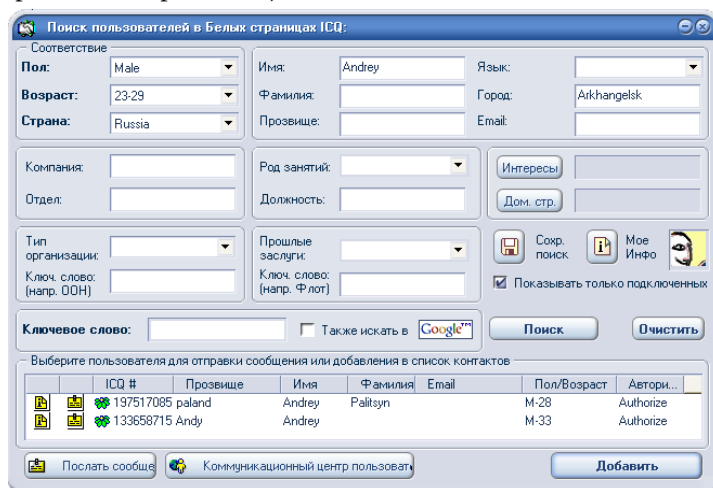 Поиск пользователей в Белых страницах ICQ:
Соответствие
Пол: Male Имя: Andrey Язык:
Возраст: 23-29 Фамилия: Город: Arkhangelsk
Страна: Russia Прозвище: Email:
Компания: Род занятий: Интересы
Отдел: Должность: Дом. стр.
Тип организации: Прошлые заслуги: Сохр. поиск Мое Инфо
Ключ. слово: (напр. ООН) Ключ. слово: (напр. Флот) Показывать только подключенных
Ключевое слово: Также искать в Google™ Поиск Очистить
Выберите пользователя для отправки сообщения или добавления в список контактов
ICQ # Прозвище Имя Фамилия Email Пол/Возраст Автори...
197517085 paland Andrey Palitsyn M-28 Authorize
133658715 Andy Andrey M-33 Authorize
Послать сообще Коммуникационный центр пользоват Добавить